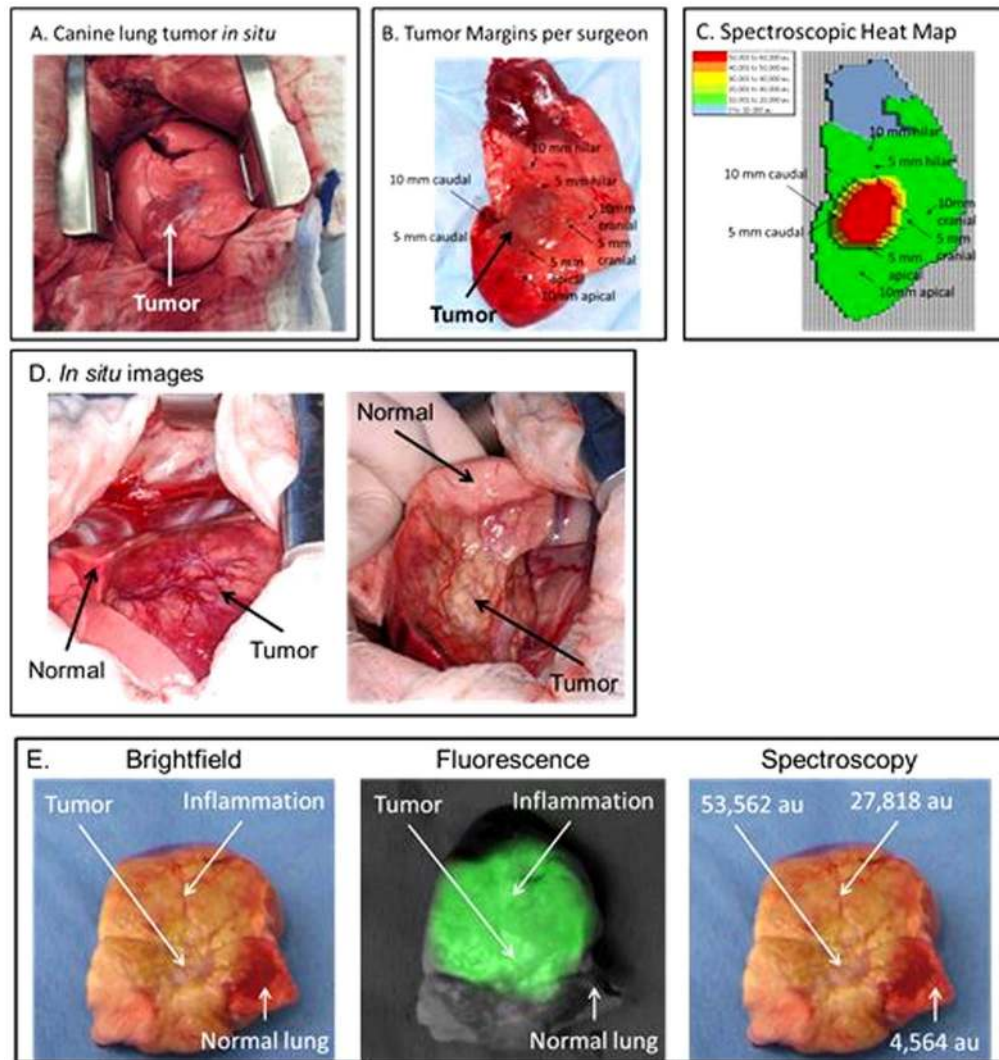 A. Canine lung tumor in situ
Tumor
B. Tumor Margins per surgeon
10 mm hilar
10 mm caudal
5 mm hilar
10mm
cranial
5 mm caudal
5 mm
cranial
5 mm
apical
10mm apical
Tumor
C. Spectroscopic Heat Map
10 mm hilar
5 mm hilar
10 mm caudal
10mm
cranial
5 mm caudal
5 mm
cranial
5 mm
apical
10mm apical
D. In situ images
Normal
Tumor
Normal
Tumor
E.
Brightfield
Tumor
Inflammation
Normal lung
Fluorescence
Tumor
Inflammation
Normal lung
Spectroscopy
53,562 au
27,818 au
4,564 au